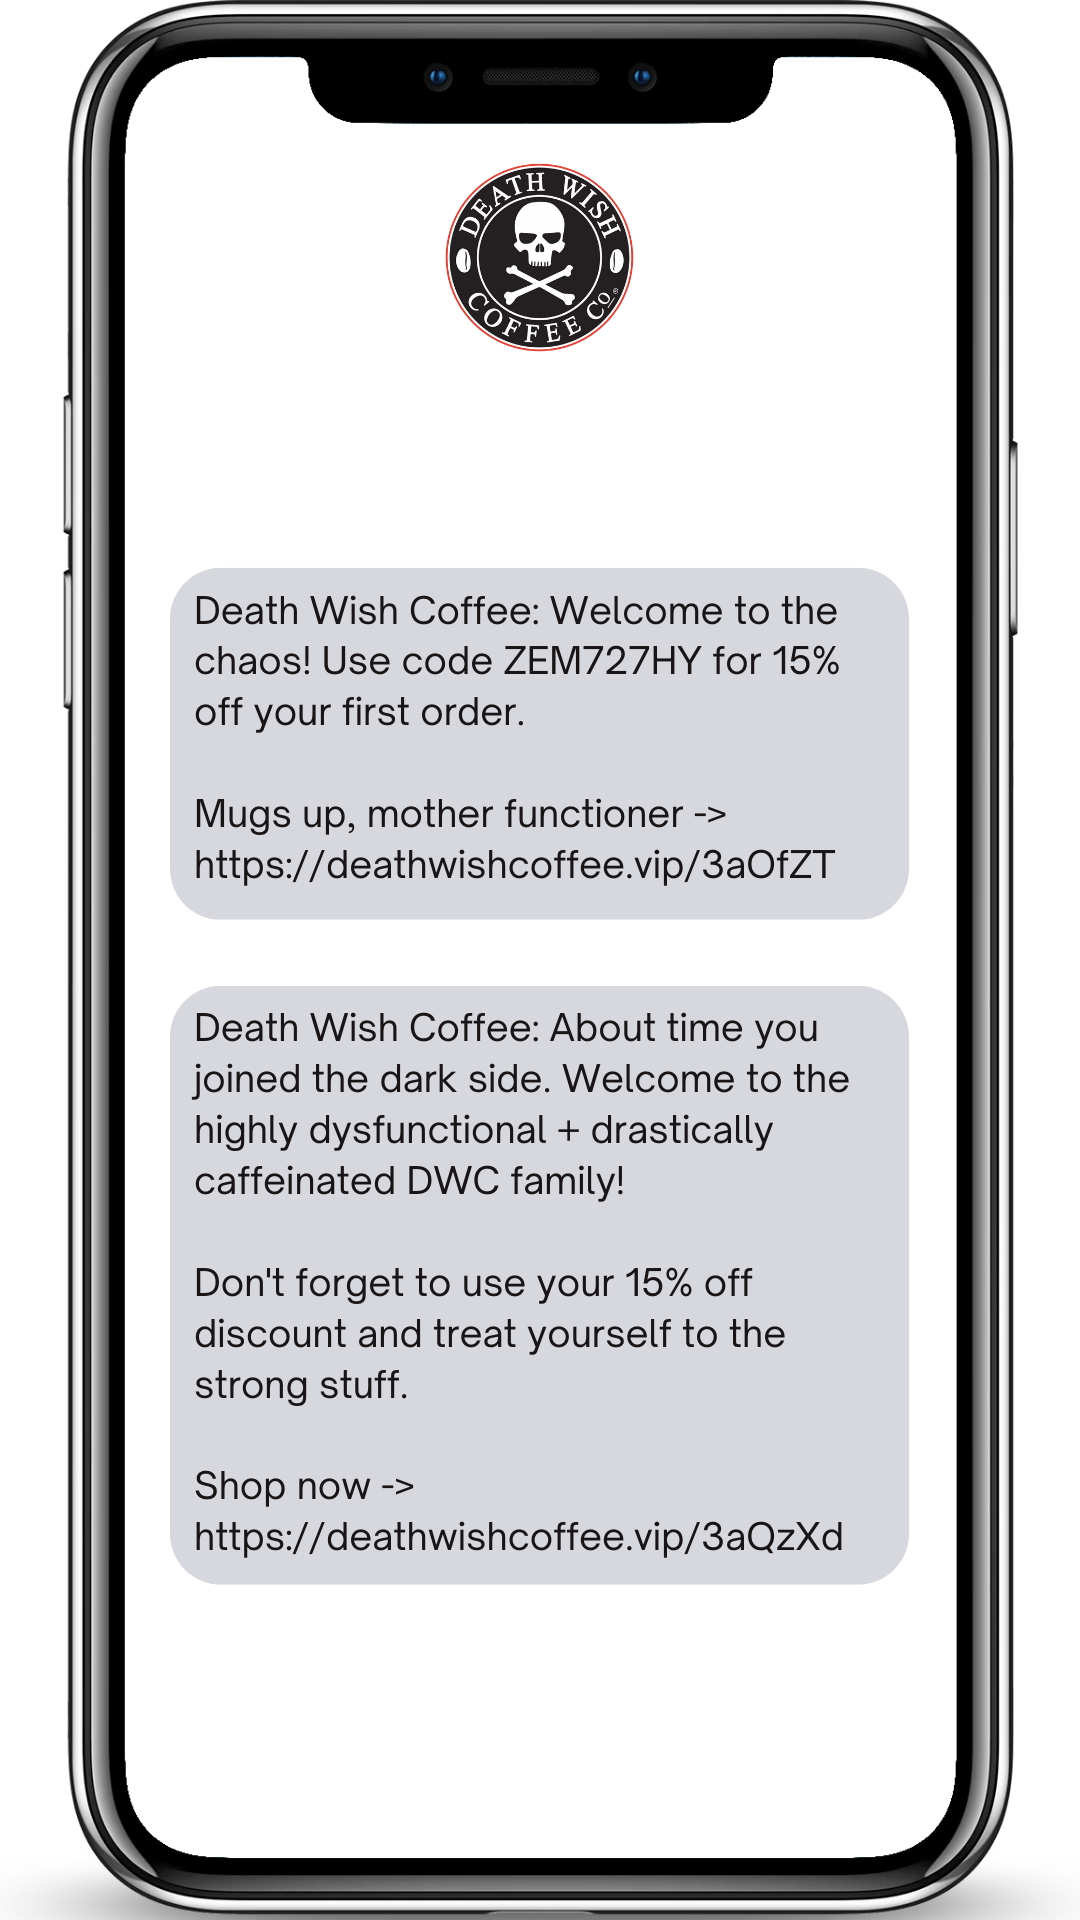 DEATH WISH
COFFEE CO.®
Death Wish Coffee: Welcome to the
chaos! Use code ZEM727HY for 15%
off your first order.
Mugs up, mother functioner ->
https://deathwishcoffee.vip/3aOfZT
Death Wish Coffee: About time you
joined the dark side. Welcome to the
highly dysfunctional + drastically
caffeinated DWC family!
Don't forget to use your 15% off
discount and treat yourself to the
strong stuff.
Shop now ->
https://deathwishcoffee.vip/3aQzXd